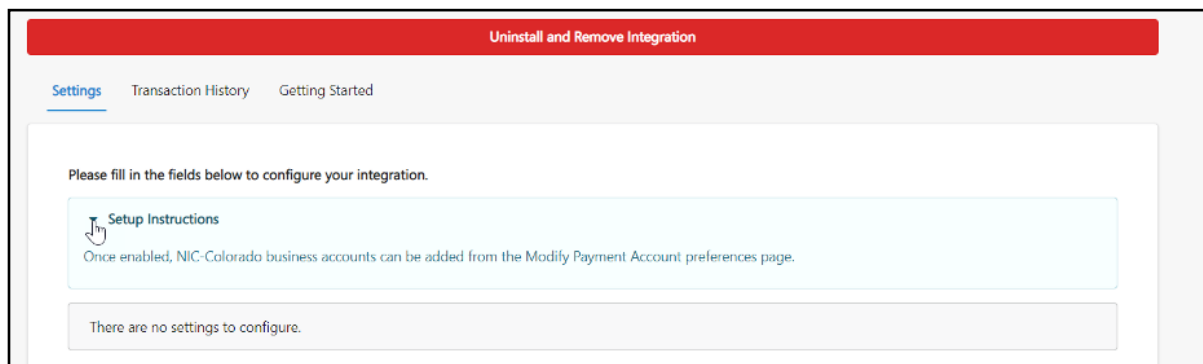 Uninstall and Remove Integration
Settings Transaction History Getting Started
Please fill in the fields below to configure your integration.
Setup Instructions
Once enabled, NIC-Colorado business accounts can be added from the Modify Payment Account preferences page.
There are no settings to configure.